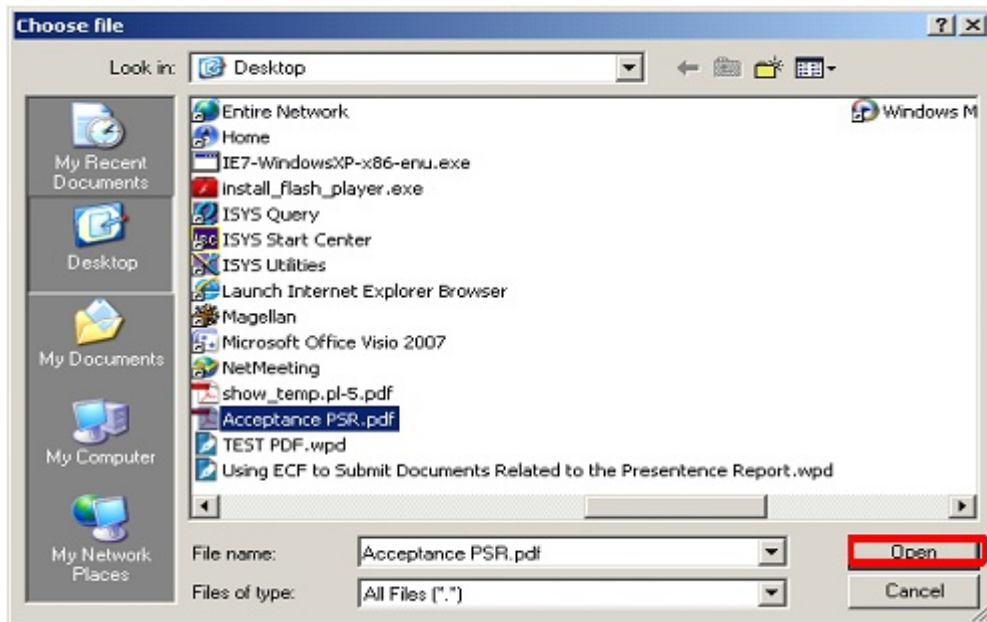 Choose file
Look in: Desktop
My Recent Documents
Desktop
My Documents
My Computer
My Network Places
Entire Network
Home
IE7-WindowsXP-x86-enu.exe
install_flash_player.exe
ISYS Query
ISYS Start Center
ISYS Utilities
Launch Internet Explorer Browser
Magellan
Microsoft Office Visio 2007
NetMeeting
show_temp.pl-5.pdf
Acceptance PSR.pdf
TEST PDF.wpd
Using ECF to Submit Documents Related to the Presentence Report.wpd
Windows M
File name: Acceptance PSR.pdf
Open
Files of type: All Files (".")
Cancel